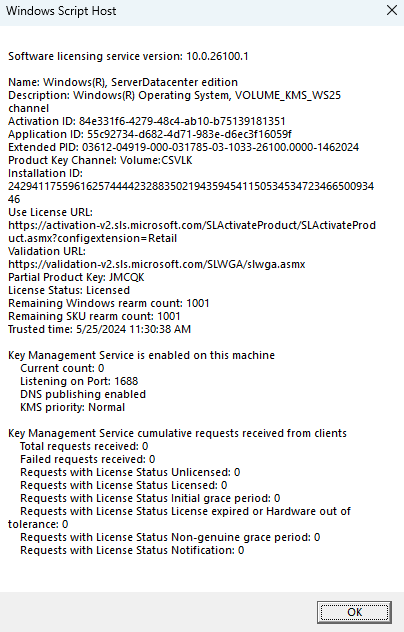 Windows Script Host
Software licensing service version: 10.0.26100.1
Name: Windows(R), ServerDatacenter edition
Description: Windows(R) Operating System, VOLUME_KMS_WS25
channel
Activation ID: 84e331f6-4279-48c4-ab10-b75139181351
Application ID: 55c92734-d682-4d71-983e-d6ec3f16059f
Extended PID: 03612-04919-000-031785-03-1033-26100.0000-1462024
Product Key Channel: Volume:CSVLK
Installation ID:
242941175596162574444232883502194359454115053453472346650093
46
Use License URL:
https://activation-v2.sls.microsoft.com/SLActivateProduct/SLActivateProd
uct.asmx?configextension=Retail
Validation URL:
https://validation-v2.sls.microsoft.com/SLWGA/slwga.asmx
Partial Product Key: JMCQK
License Status: Licensed
Remaining Windows rearm count: 1001
Remaining SKU rearm count: 1001
Trusted time: 5/25/2024 11:30:38 AM
Key Management Service is enabled on this machine
Current count: 0
Listening on Port: 1688
DNS publishing enabled
KMS priority: Normal
Key Management Service cumulative requests received from clients
Total requests received: 0
Failed requests received: 0
Requests with License Status Unlicensed: 0
Requests with License Status Licensed: 0
Requests with License Status Initial grace period: 0
Requests with License Status License expired or Hardware out of
tolerance: 0
Requests with License Status Non-genuine grace period: 0
Requests with License Status Notification: 0
OK